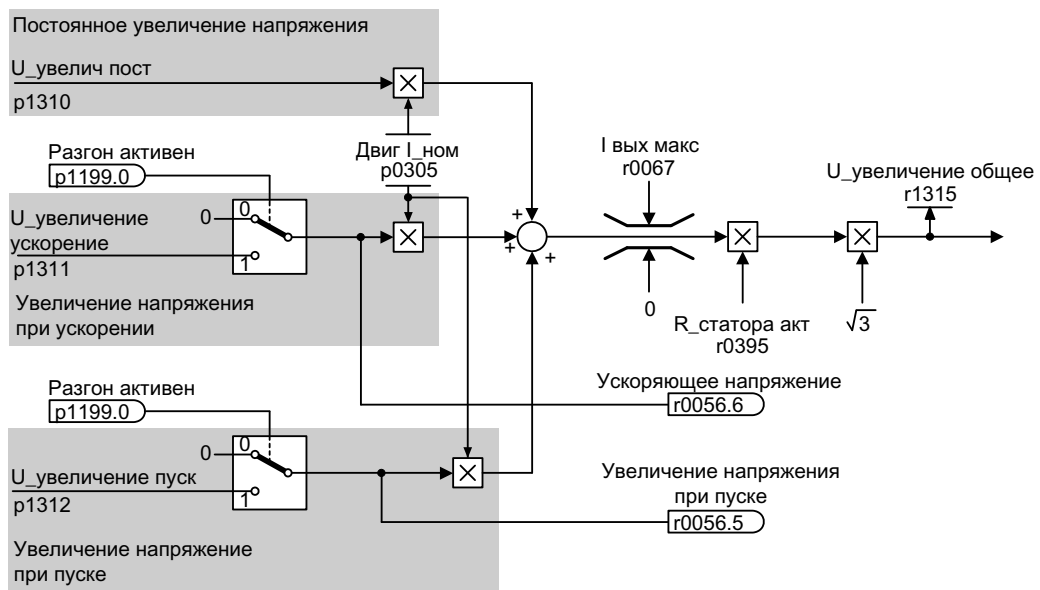 Постоянное увеличение напряжения
U_увелич пост
p1310
Двиг I_ном
p0305
Разгон активен
p1199.0
U_увеличение
ускорение
p1311
0
0
1
Увеличение напряжения
при ускорении
+
+
+
I вых макс
r0067
0
R_статора акт
r0395
√3
U_увеличение общее
r1315
Ускоряющее напряжение
r0056.6
Разгон активен
p1199.0
0
0
1
U_увеличение пуск
p1312
Увеличение напряжение
при пуске
Увеличение напряжения
при пуске
r0056.5